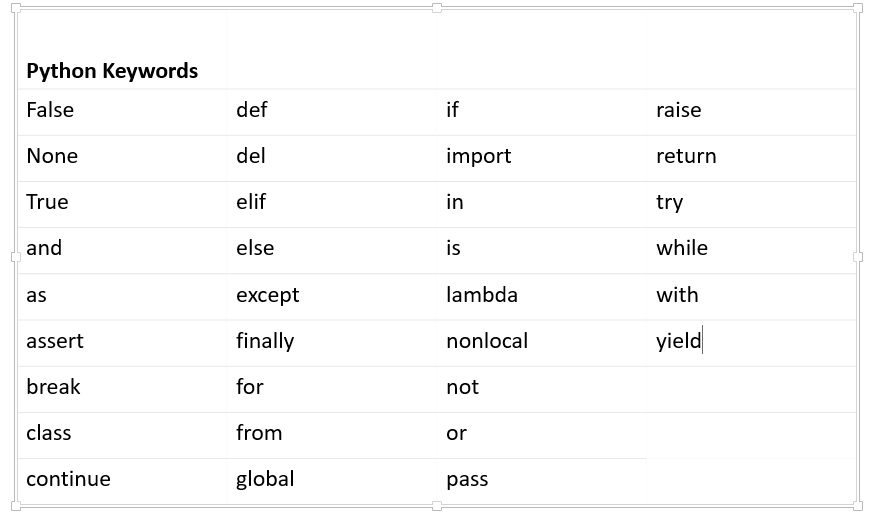 Python Keywords
False def if raise
None del import return
True elif in try
and else is while
as except lambda with
assert finally nonlocal yield
break for not
class from or
continue global pass